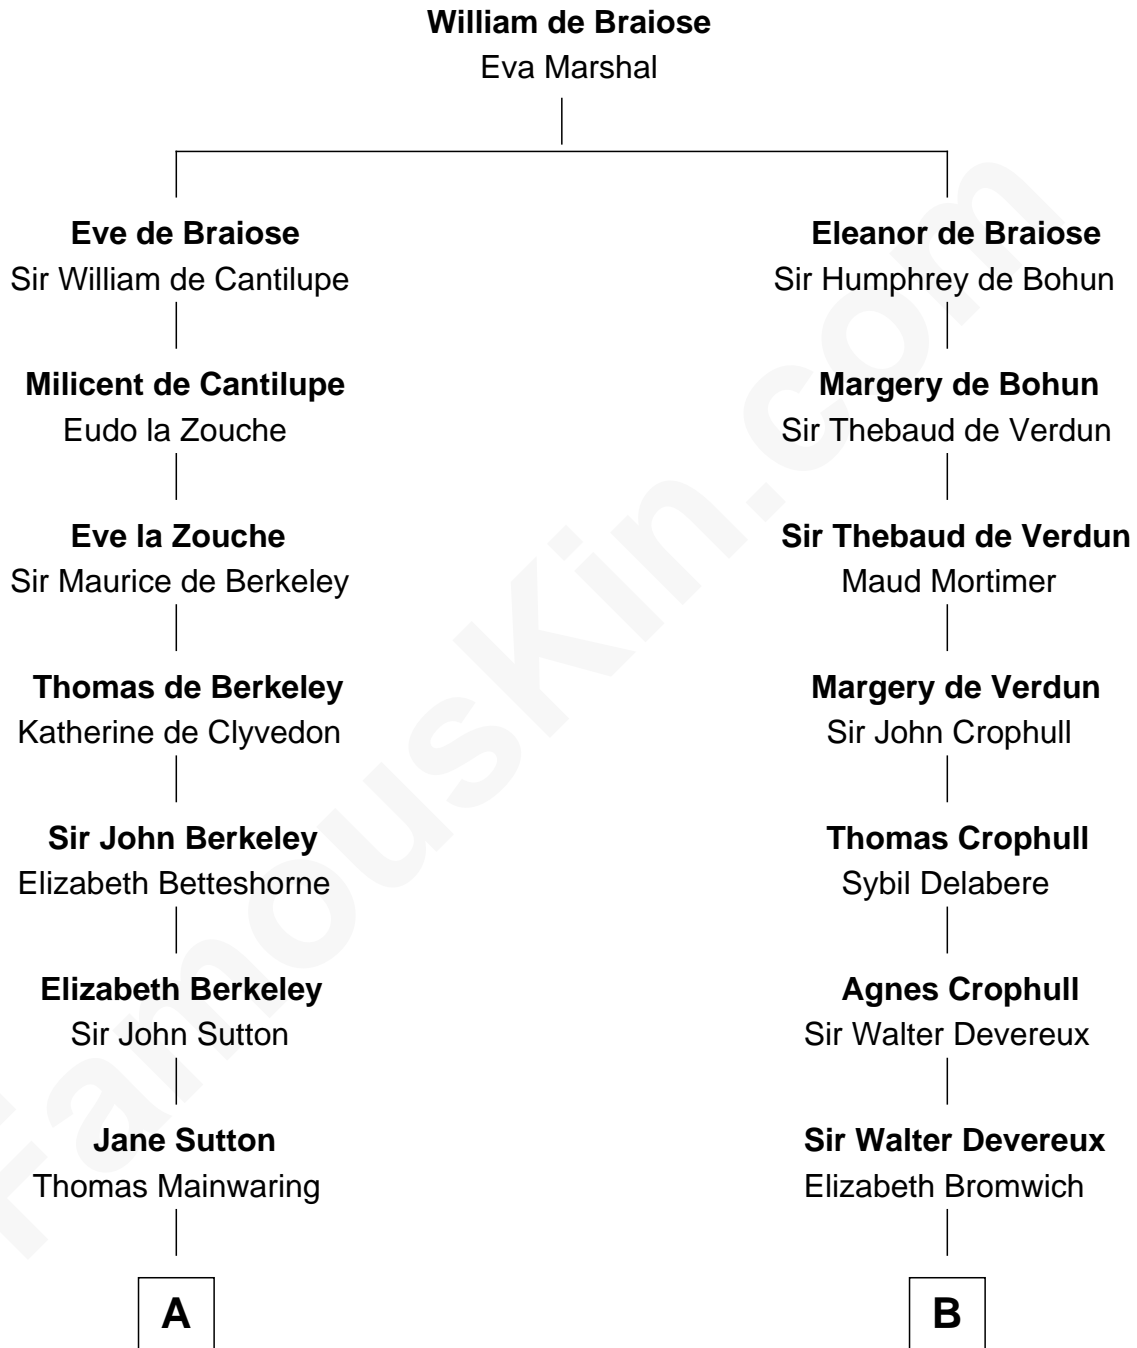 William de Braiose
Eva Marshal
Eve de Braiose
Sir William de Cantilupe
Milicent de Cantilupe
Eudo la Zouche
Eve la Zouche
Sir Maurice de Berkeley
Thomas de Berkeley
Katherine de Clyvedon
Sir John Berkeley
Elizabeth Betteshorne
Elizabeth Berkeley
Sir John Sutton
Jane Sutton
Thomas Mainwaring
A
Eleanor de Braiose
Sir Humphrey de Bohun
Margery de Bohun
Sir Thebaud de Verdun
Sir Thebaud de Verdun
Maud Mortimer
Margery de Verdun
Sir John Crophull
Thomas Crophull
Sybil Delabere
Agnes Crophull
Sir Walter Devereux
Sir Walter Devereux
Elizabeth Bromwich
B
FamousKin.com